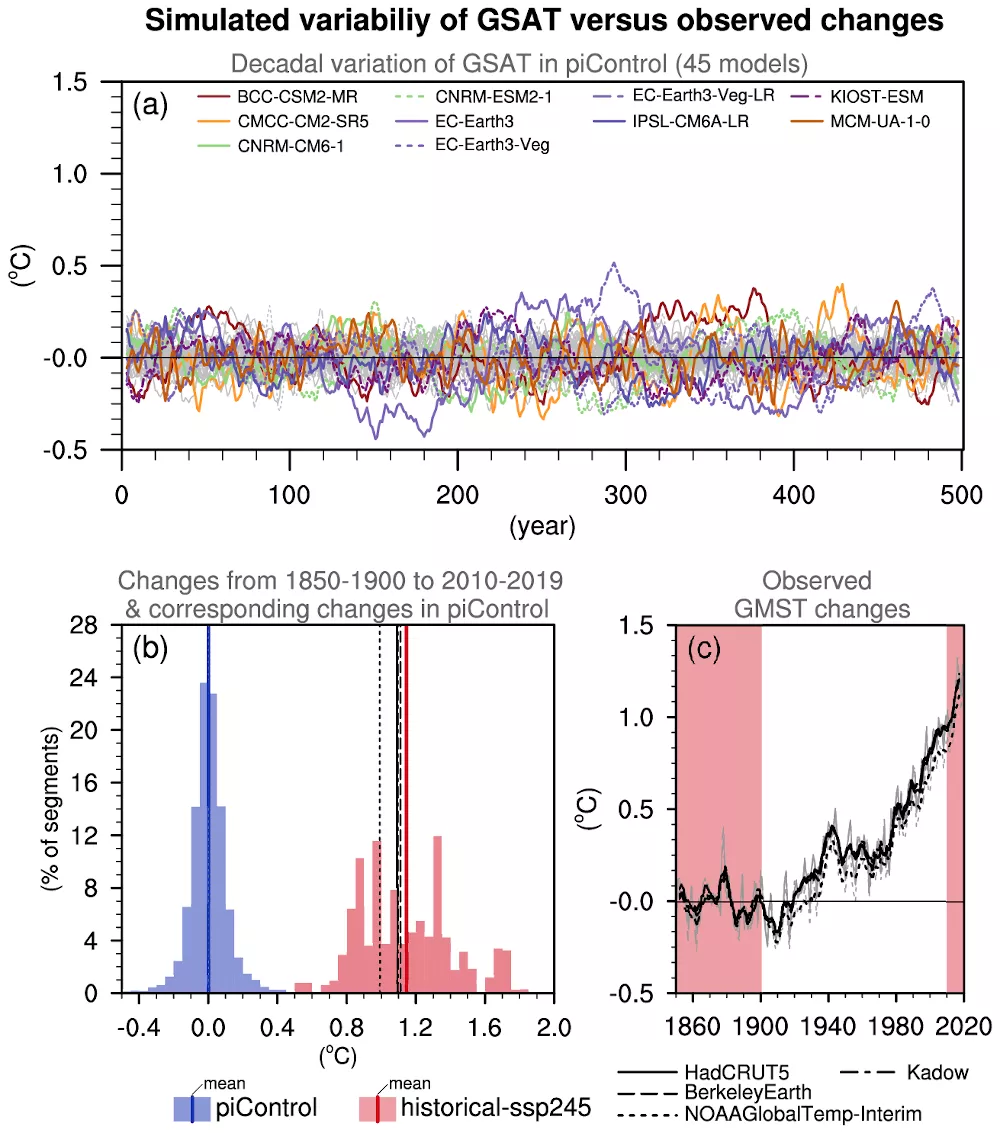 Simulated variabiliy of GSAT versus observed changes
Decadal variation of GSAT in piControl (45 models)
(a)
BCC-CSM2-MR
CMCC-CM2-SR5
CNRM-CM6-1
CNRM-ESM2-1
EC-Earth3
EC-Earth3-Veg
EC-Earth3-Veg-LR
IPSL-CM6A-LR
KIOST-ESM
MCM-UA-1-0
1.5
1.0
0.5
-0.0
-0.5
(°C)
0 100 200 300 400 500
(year)
Changes from 1850-1900 to 2010-2019
& corresponding changes in piControl
(b)
28
24
20
16
12
8
4
0
(% of segments)
-0.4 0.0 0.4 0.8 1.2 1.6 2.0
(°C)
mean
piControl
mean
historical-ssp245
Observed
GMST changes
(c)
1.5
1.0
0.5
-0.0
-0.5
(°C)
1860 1900 1940 1980 2020
HadCRUT5
Kadow
BerkeleyEarth
NOAAGlobalTemp-Interim